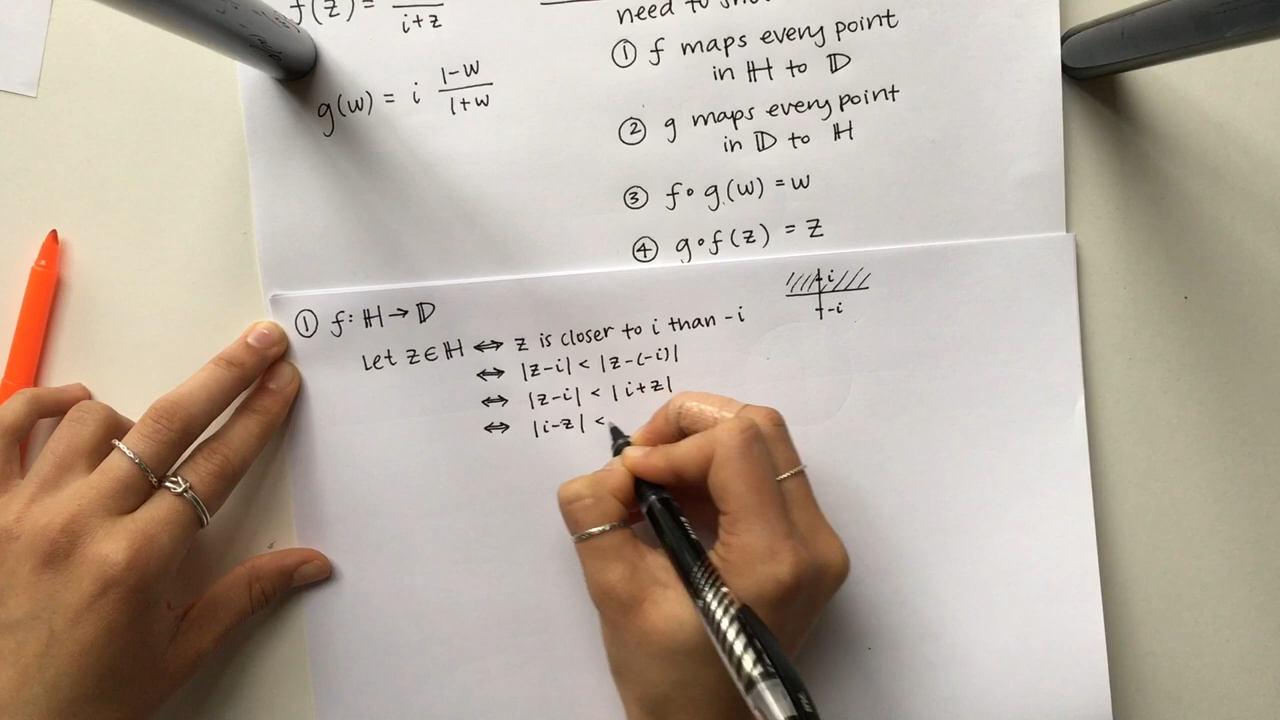 f(z) = /(i+z)
need to
g(w) = i (1-w)/(1+w)
① f maps every point
in ℍ to 𝔻
② g maps every point
in 𝔻 to ℍ
③ f∘g(w) = w
④ g∘f(z) = z
① f: ℍ → 𝔻
Let z ∈ ℍ ⟺ z is closer to i than -i
⟺ |z-i| < |z-(-i)|
⟺ |z-i| < |i+z|
⟺ |i-z| <
i
-i